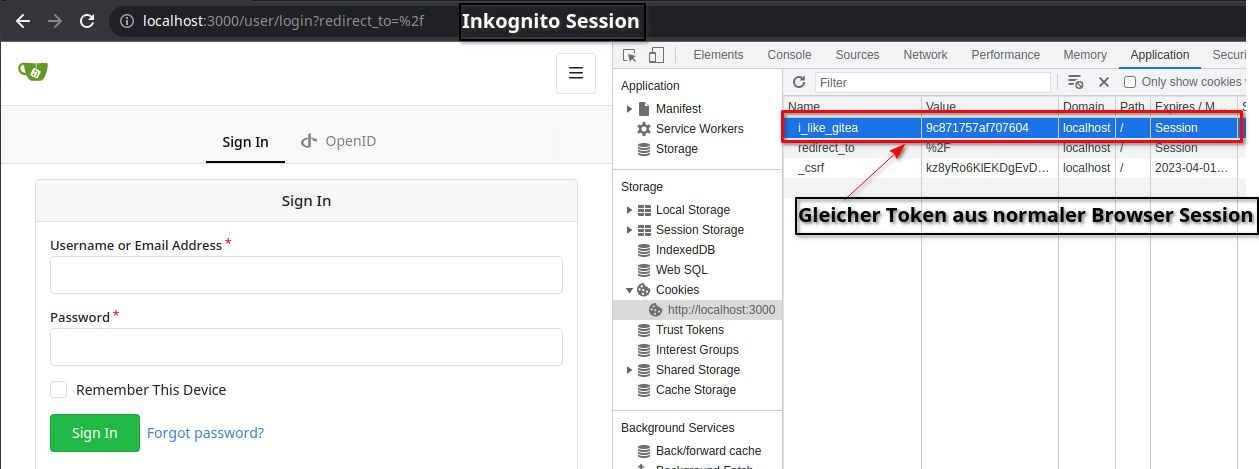 localhost:3000/user/login?redirect_to=%2f
Inkognito Session
Elements Console Sources Network Performance Memory Application Securi
Application
Manifest
Service Workers
Storage
Storage
Local Storage
Session Storage
IndexedDB
Web SQL
Cookies
http://localhost:3000
Trust Tokens
Interest Groups
Shared Storage
Cache Storage
Background Services
Back/forward cache
Background Fetch
Filter
Only show cookies
Name Value Domain Path Expires / M...
i_like_gitea 9c871757af707604 localhost / Session
redirect_to %2F localhost / Session
_csrf kz8yRo6KlEKDgEvD... localhost / 2023-04-01...
Gleicher Token aus normaler Browser Session
Sign In OpenID
Sign In
Username or Email Address *
Password *
Remember This Device
Sign In Forgot password?